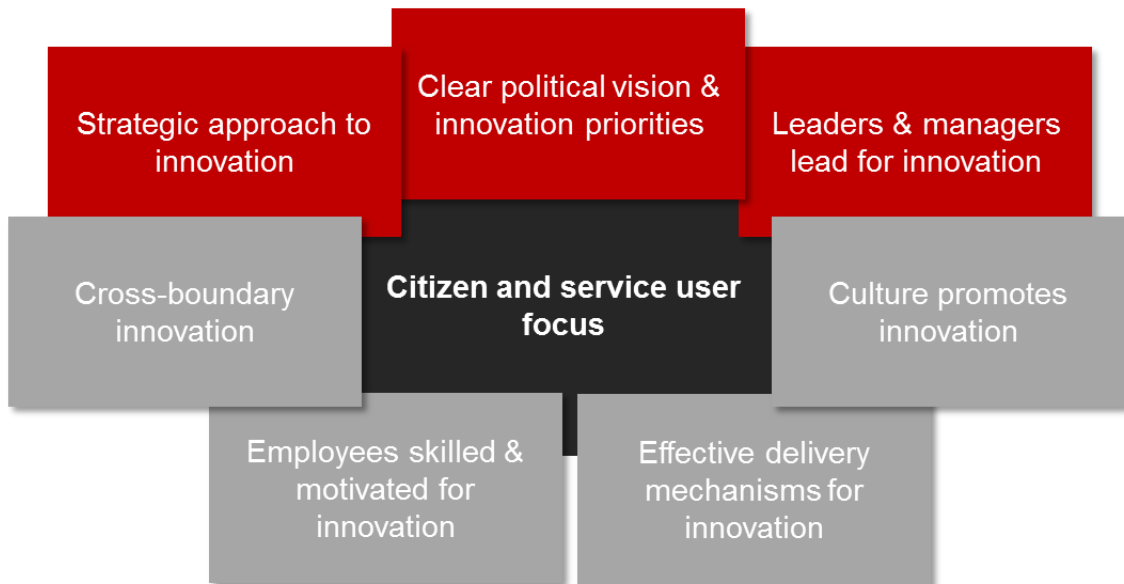 Clear political vision &
innovation priorities
Strategic approach to
innovation
Leaders & managers
lead for innovation
Cross-boundary
innovation
Citizen and service user
focus
Culture promotes
innovation
Employees skilled &
motivated for
innovation
Effective delivery
mechanisms for
innovation